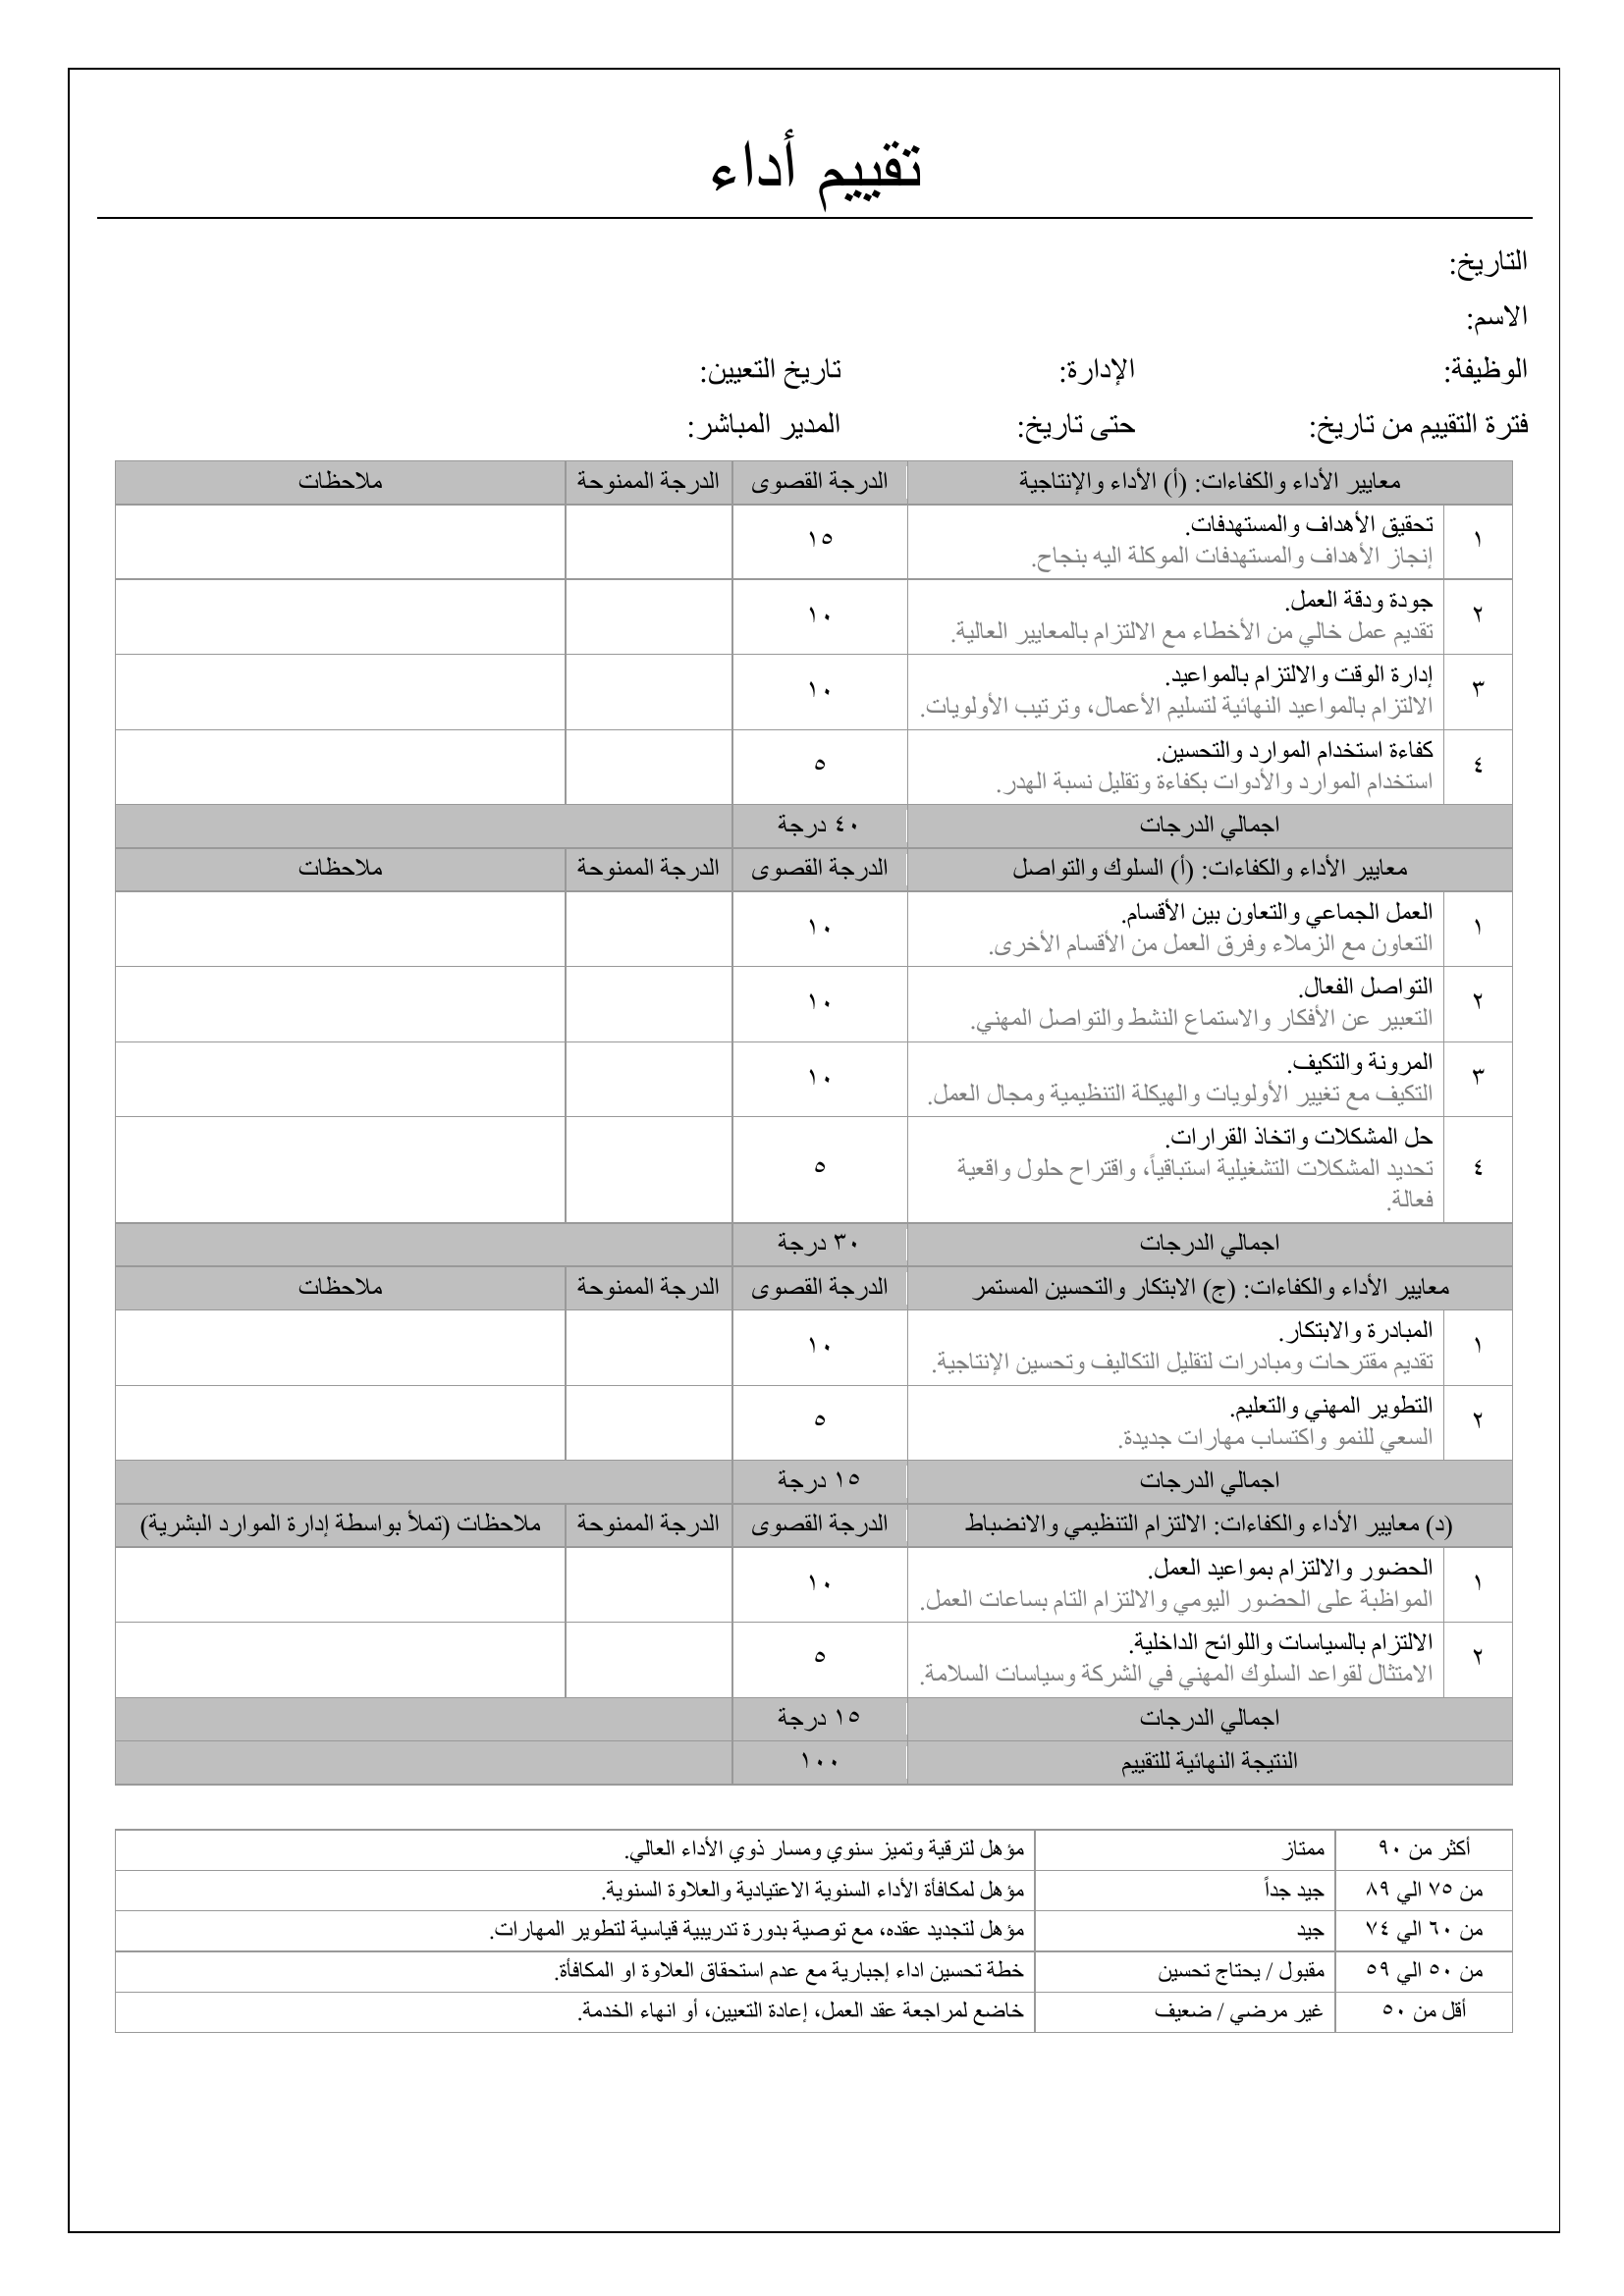 تقييم أداء
التاريخ:
الاسم:
الوظيفة: الإدارة: تاريخ التعيين:
فترة التقييم من تاريخ: حتى تاريخ: المدير المباشر:
معايير الأداء والكفاءات: (أ) الأداء والإنتاجية الدرجة القصوى الدرجة الممنوحة ملاحظات
١ تحقيق الأهداف والمستهدفات. ١٥
إنجاز الأهداف والمستهدفات الموكلة اليه بنجاح.
٢ جودة ودقة العمل. ١٠
تقديم عمل خالي من الأخطاء مع الالتزام بالمعايير العالية.
٣ إدارة الوقت والالتزام بالمواعيد. ١٠
الالتزام بالمواعيد النهائية لتسليم الأعمال، وترتيب الأولويات.
٤ كفاءة استخدام الموارد والتحسين. ٥
استخدام الموارد والأدوات بكفاءة وتقليل نسبة الهدر.
اجمالي الدرجات ٤٠ درجة
معايير الأداء والكفاءات: (أ) السلوك والتواصل الدرجة القصوى الدرجة الممنوحة ملاحظات
١ العمل الجماعي والتعاون بين الأقسام. ١٠
التعاون مع الزملاء وفرق العمل من الأقسام الأخرى.
٢ التواصل الفعال. ١٠
التعبير عن الأفكار والاستماع النشط والتواصل المهني.
٣ المرونة والتكيف. ١٠
التكيف مع تغيير الأولويات والهيكلة التنظيمية ومجال العمل.
٤ حل المشكلات واتخاذ القرارات. ٥
تحديد المشكلات التشغيلية استباقياً، واقتراح حلول واقعية
فعالة.
اجمالي الدرجات ٣٠ درجة
معايير الأداء والكفاءات: (ج) الابتكار والتحسين المستمر الدرجة القصوى الدرجة الممنوحة ملاحظات
١ المبادرة والابتكار. ١٠
تقديم مقترحات ومبادرات لتقليل التكاليف وتحسين الإنتاجية.
٢ التطوير المهني والتعليم. ٥
السعي للنمو واكتساب مهارات جديدة.
اجمالي الدرجات ١٥ درجة
(د) معايير الأداء والكفاءات: الالتزام التنظيمي والانضباط الدرجة القصوى الدرجة الممنوحة ملاحظات (تملأ بواسطة إدارة الموارد البشرية)
١ الحضور والالتزام بمواعيد العمل. ١٠
المواظبة على الحضور اليومي والالتزام التام بساعات العمل.
٢ الالتزام بالسياسات واللوائح الداخلية. ٥
الامتثال لقواعد السلوك المهني في الشركة وسياسات السلامة.
اجمالي الدرجات ١٥ درجة
النتيجة النهائية للتقييم ١٠٠
أكثر من ٩٠ ممتاز مؤهل لترقية وتميز سنوي ومسار ذوي الأداء العالي.
من ٧٥ الي ٨٩ جيد جداً مؤهل لمكافأة الأداء السنوية الاعتيادية والعلاوة السنوية.
من ٦٠ الي ٧٤ جيد مؤهل لتجديد عقده، مع توصية بدورة تدريبية قياسية لتطوير المهارات.
من ٥٠ الي ٥٩ مقبول / يحتاج تحسين خطة تحسين اداء إجبارية مع عدم استحقاق العلاوة او المكافأة.
أقل من ٥٠ غير مرضي / ضعيف خاضع لمراجعة عقد العمل، إعادة التعيين، أو انهاء الخدمة.